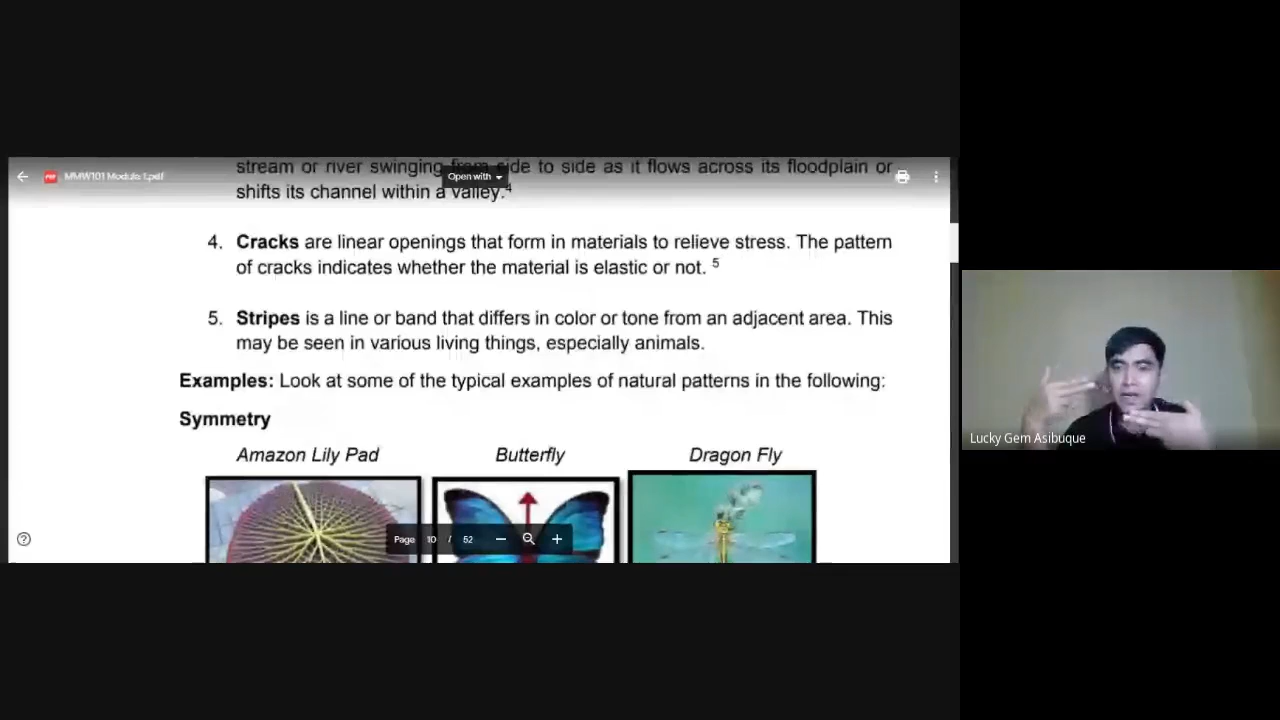 stream or river swinging from side to side as it flows across its floodplain or
MMW101 Module 1.pdf
Open with
shifts its channel within a valley.4
4. Cracks are linear openings that form in materials to relieve stress. The pattern
of cracks indicates whether the material is elastic or not. 5
5. Stripes is a line or band that differs in color or tone from an adjacent area. This
may be seen in various living things, especially animals.
Examples: Look at some of the typical examples of natural patterns in the following:
Symmetry
Amazon Lily Pad Butterfly Dragon Fly
Page 10 / 52
Lucky Gem Asibuque